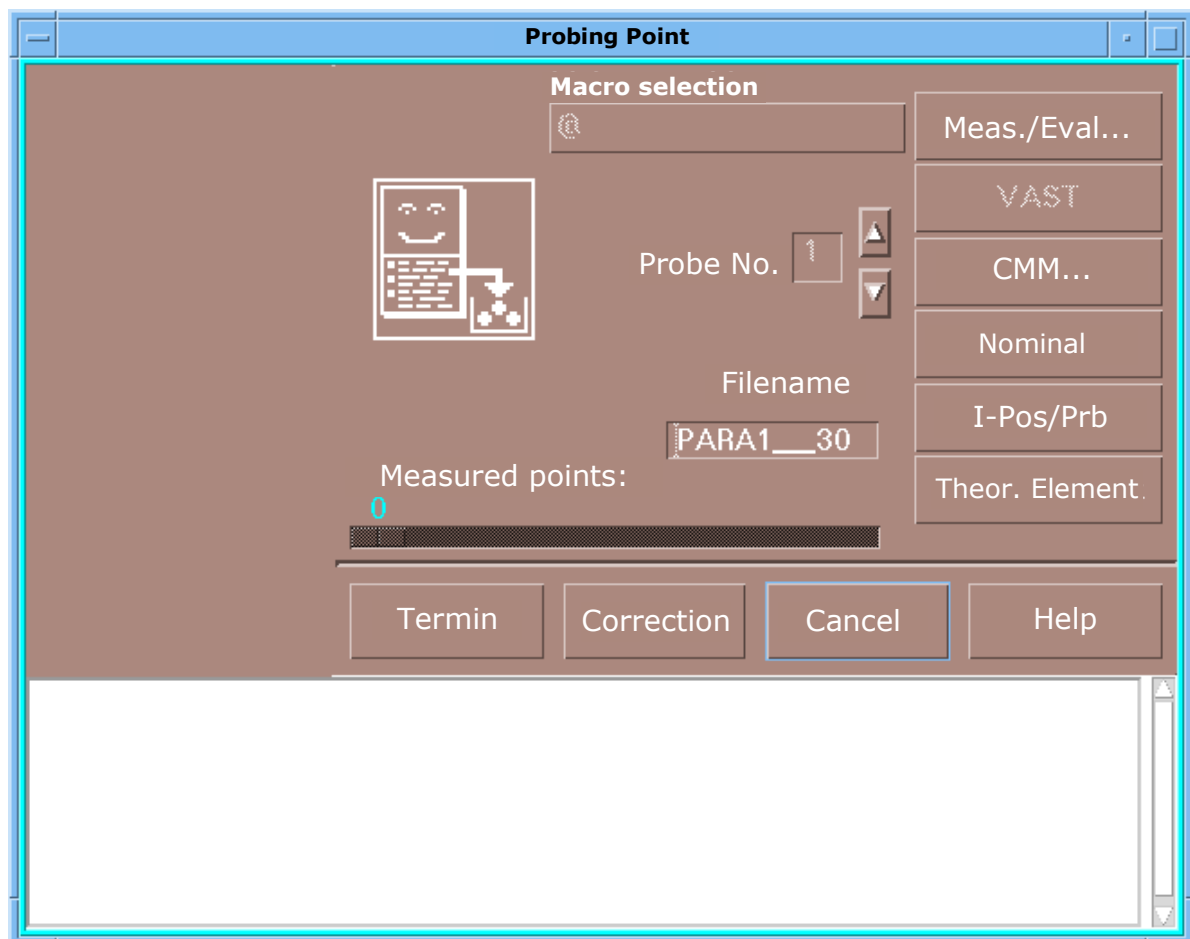 Probing Point
Macro selection
@
Meas./Eval...
VAST
Probe No. 1
CMM...
Nominal
Filename
I-Pos/Prb
PARA1___30
Measured points:
Theor. Element.
0
Termin
Correction
Cancel
Help